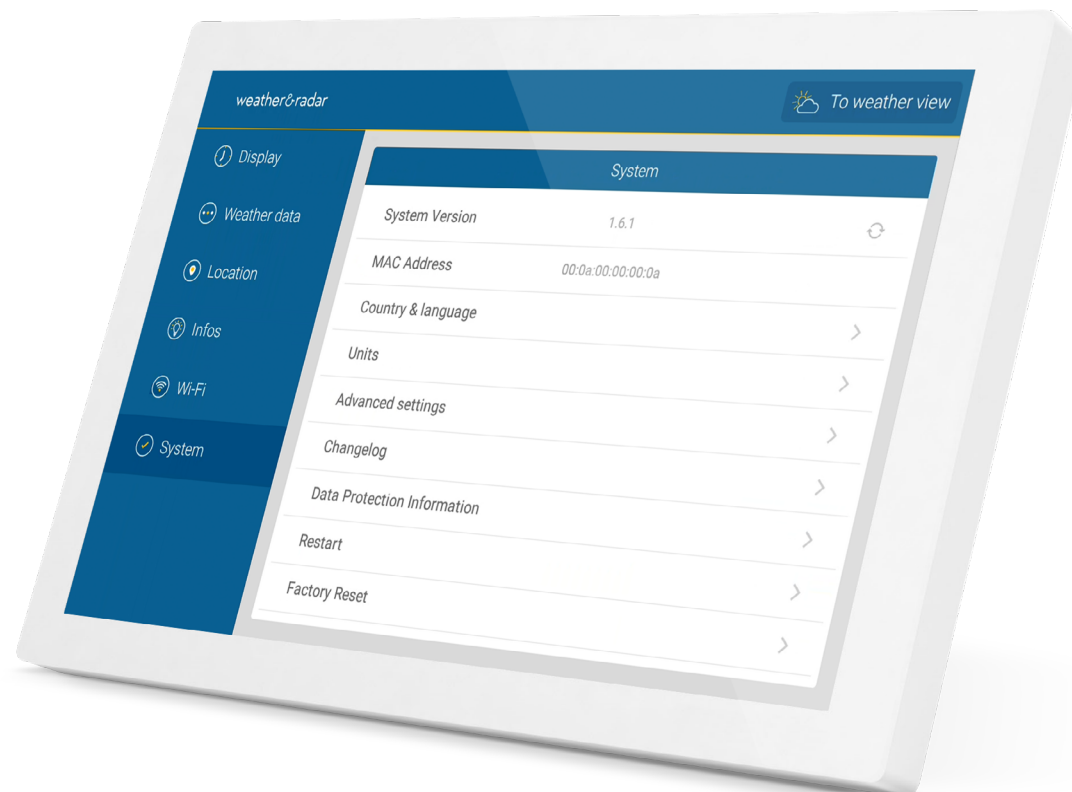 weather&radar
To weather view
Display
Weather data
Location
Infos
Wi-Fi
System
System
System Version 1.6.1
MAC Address 00:0a:00:00:00:0a
Country & language
Units
Advanced settings
Changelog
Data Protection Information
Restart
Factory Reset